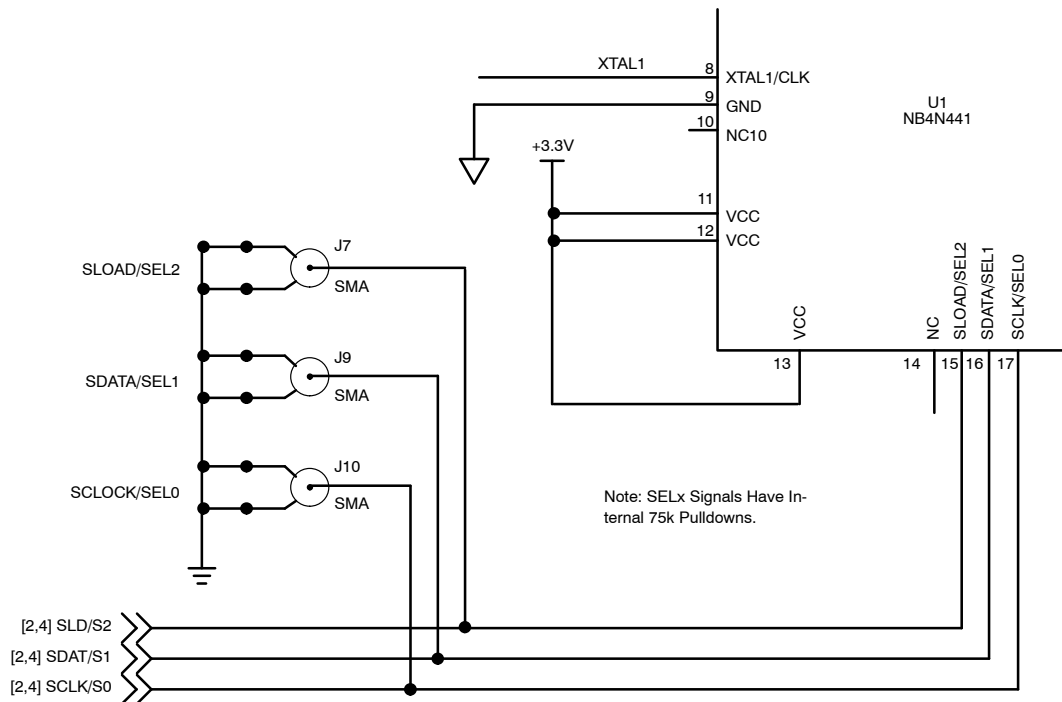 XTAL1
8
XTAL1/CLK
9
GND
10
NC10
U1
NB4N441
+3.3V
11
VCC
12
VCC
J7
SLOAD/SEL2
SMA
J9
SDATA/SEL1
SMA
J10
SCLOCK/SEL0
SMA
VCC
NC
SLOAD/SEL2
SDATA/SEL1
SCLK/SEL0
13
14
15
16
17
Note: SELx Signals Have In-
ternal 75k Pulldowns.
[2,4] SLD/S2
[2,4] SDAT/S1
[2,4] SCLK/S0